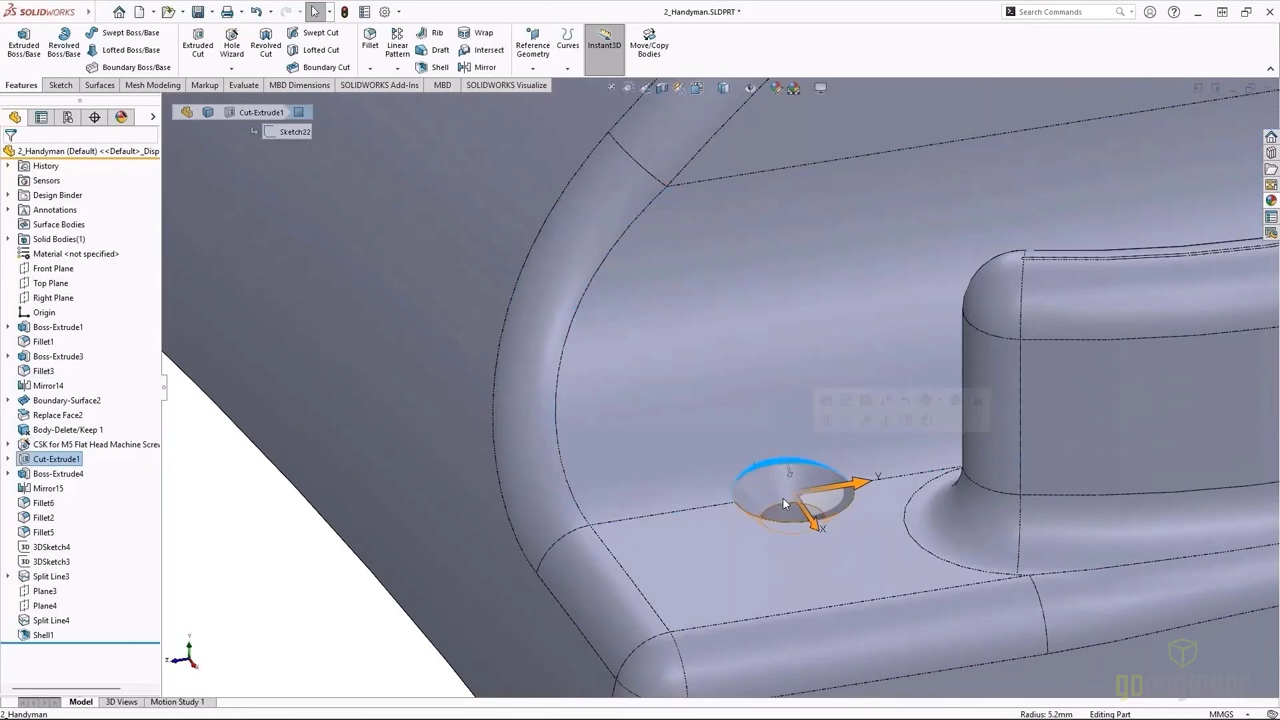 SOLIDWORKS
2_Handyman.SLDPRT *
Search Commands
Extruded Boss/Base
Revolved Boss/Base
Swept Boss/Base
Lofted Boss/Base
Boundary Boss/Base
Extruded Cut
Hole Wizard
Revolved Cut
Swept Cut
Lofted Cut
Boundary Cut
Fillet
Linear Pattern
Rib
Draft
Shell
Wrap
Intersect
Mirror
Reference Geometry
Curves
Instant3D
Move/Copy Bodies
Features
Sketch
Surfaces
Mesh Modeling
Markup
Evaluate
MBD Dimensions
SOLIDWORKS Add-Ins
MBD
SOLIDWORKS Visualize
Cut-Extrude1
Sketch22
2_Handyman (Default) <<Default>_Disp
History
Sensors
Design Binder
Annotations
Surface Bodies
Solid Bodies(1)
Material <not specified>
Front Plane
Top Plane
Right Plane
Origin
Boss-Extrude1
Fillet1
Boss-Extrude3
Fillet3
Mirror14
Boundary-Surface2
Replace Face2
Body-Delete/Keep 1
CSK for M5 Flat Head Machine Screw
Cut-Extrude1
Boss-Extrude4
Mirror15
Fillet6
Fillet2
Fillet5
3DSketch4
3DSketch3
Split Line3
Plane3
Plane4
Split Line4
Shell1
Y
X
Y
Z
X
goengineer
Model
3D Views
Motion Study 1
2_Handyman
Radius: 5.2mm
Editing Part
MMGS